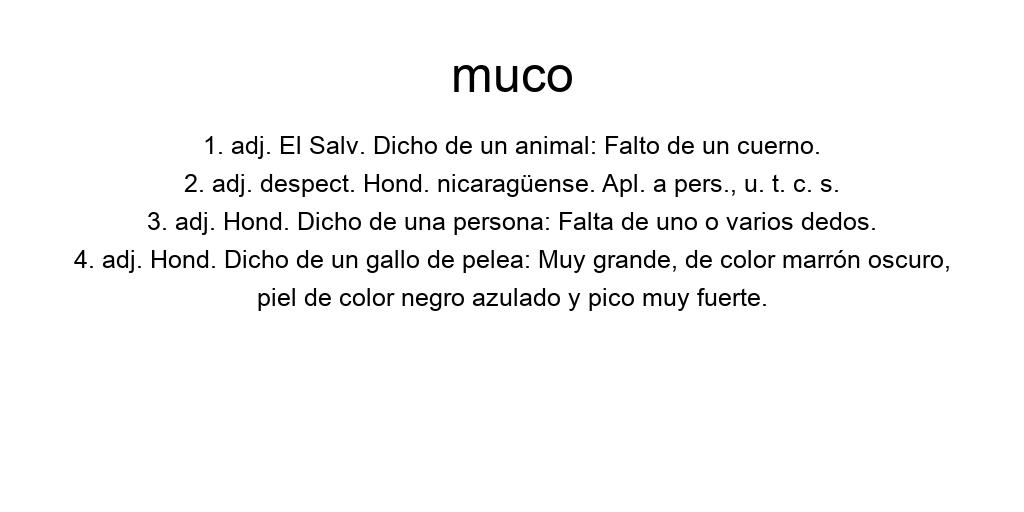 muco
1. adj. El Salv. Dicho de un animal: Falto de un cuerno.
2. adj. despect. Hond. nicaragüense. Apl. a pers., u. t. c. s.
3. adj. Hond. Dicho de una persona: Falta de uno o varios dedos.
4. adj. Hond. Dicho de un gallo de pelea: Muy grande, de color marrón oscuro,
piel de color negro azulado y pico muy fuerte.